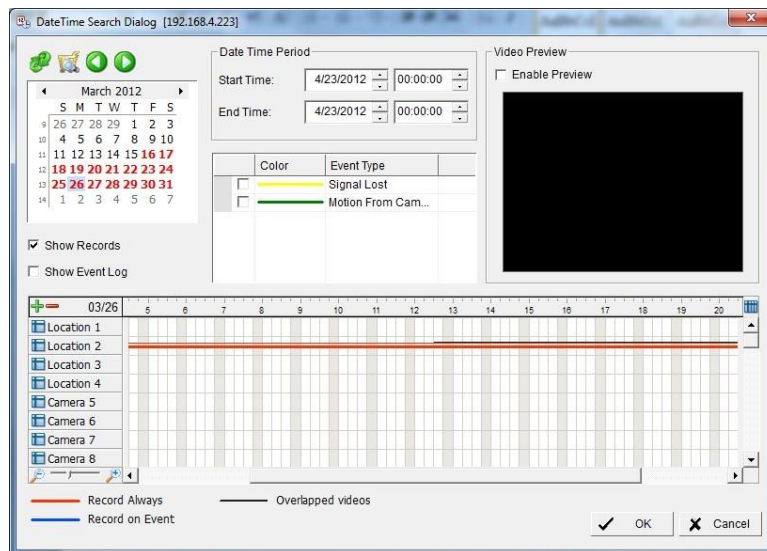 DateTime Search Dialog [192.168.4.223]
March 2012
S M T W T F S
9 26 27 28 29 1 2 3
10 4 5 6 7 8 9 10
11 11 12 13 14 15 16 17
12 18 19 20 21 22 23 24
13 25 26 27 28 29 30 31
14 1 2 3 4 5 6 7
Show Records
Show Event Log
Date Time Period
Start Time: 4/23/2012 00:00:00
End Time: 4/23/2012 00:00:00
Color Event Type
Signal Lost
Motion From Cam...
Video Preview
Enable Preview
03/26 5 6 7 8 9 10 11 12 13 14 15 16 17 18 19 20
Location 1
Location 2
Location 3
Location 4
Camera 5
Camera 6
Camera 7
Camera 8
Record Always Overlapped videos
Record on Event
OK Cancel